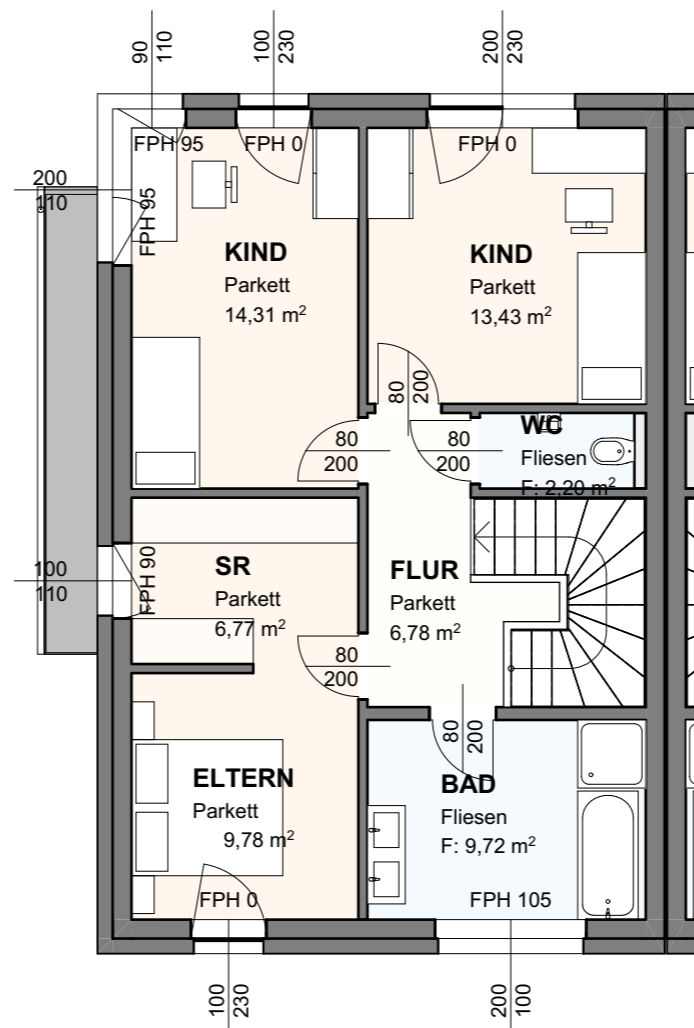 90
110
100
230
200
230
FPH 95
FPH 0
FPH 0
200
110
FPH 95
KIND
Parkett
14,31 m²
KIND
Parkett
13,43 m²
80
200
80
200
80
200
WC
Fliesen
F: 2,20 m²
100
110
FPH 90
SR
Parkett
6,77 m²
FLUR
Parkett
6,78 m²
80
200
80
200
ELTERN
Parkett
9,78 m²
BAD
Fliesen
F: 9,72 m²
FPH 0
FPH 105
100
230
200
100